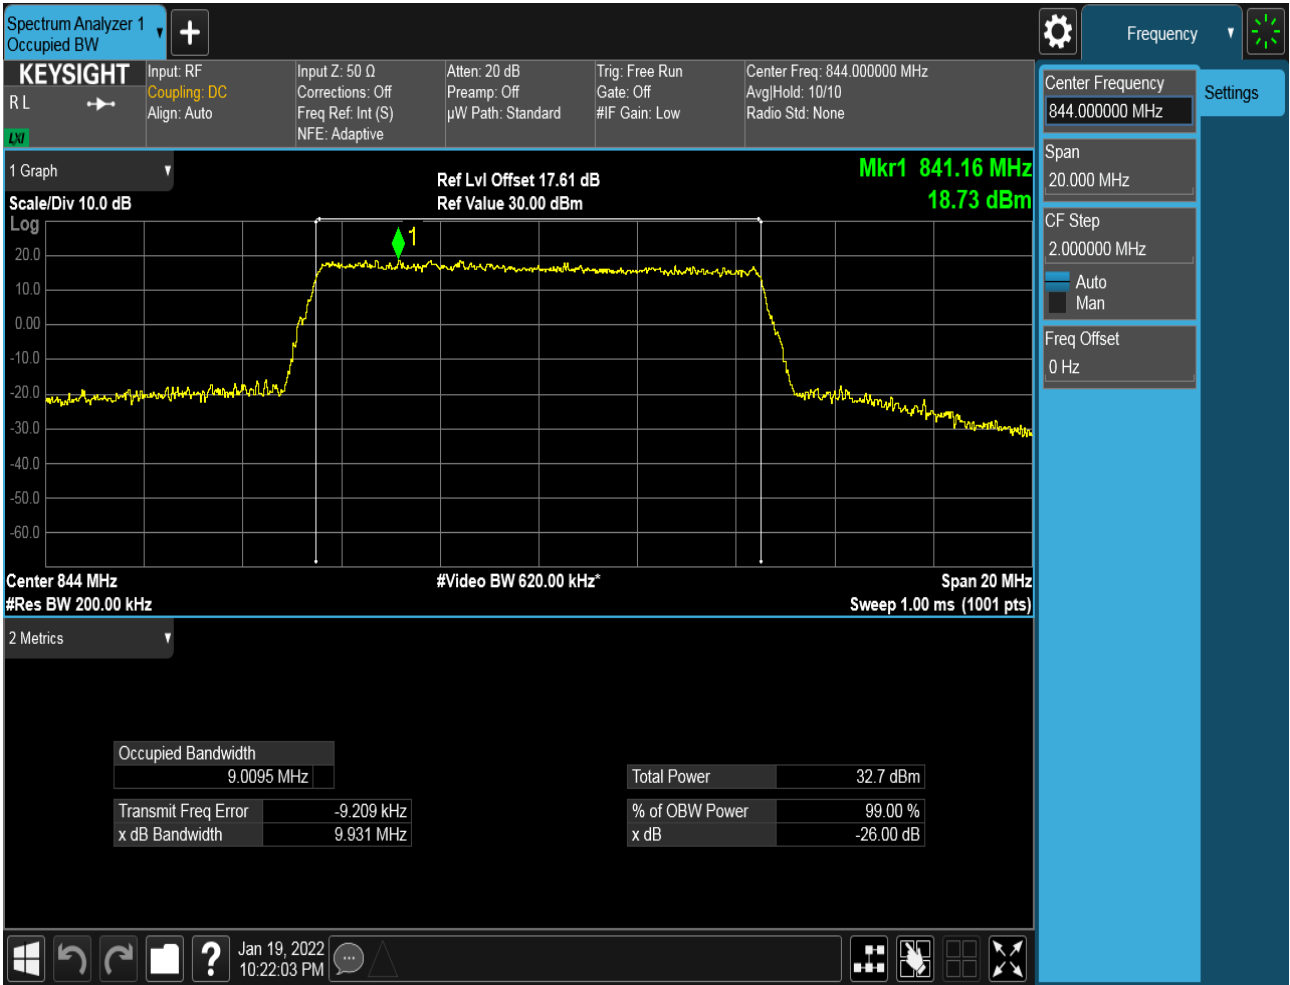 Spectrum Analyzer 1
Occupied BW
Frequency
KEYSIGHT
R L
LXI
Input: RF
Coupling: DC
Align: Auto
Input Z: 50 Ω
Corrections: Off
Freq Ref: Int (S)
NFE: Adaptive
Atten: 20 dB
Preamp: Off
µW Path: Standard
Trig: Free Run
Gate: Off
#IF Gain: Low
Center Freq: 844.000000 MHz
Avg|Hold: 10/10
Radio Std: None
Center Frequency
844.000000 MHz
Settings
Span
20.000 MHz
CF Step
2.000000 MHz
Auto
Man
Freq Offset
0 Hz
1 Graph
Scale/Div 10.0 dB
Ref Lvl Offset 17.61 dB
Ref Value 30.00 dBm
Mkr1 841.16 MHz
18.73 dBm
Log
1
20.0
10.0
0.00
-10.0
-20.0
-30.0
-40.0
-50.0
-60.0
Center 844 MHz
#Video BW 620.00 kHz*
Span 20 MHz
#Res BW 200.00 kHz
Sweep 1.00 ms (1001 pts)
2 Metrics
Occupied Bandwidth
9.0095 MHz
Total Power 32.7 dBm
Transmit Freq Error -9.209 kHz
% of OBW Power 99.00 %
x dB Bandwidth 9.931 MHz
x dB -26.00 dB
Jan 19, 2022
10:22:03 PM